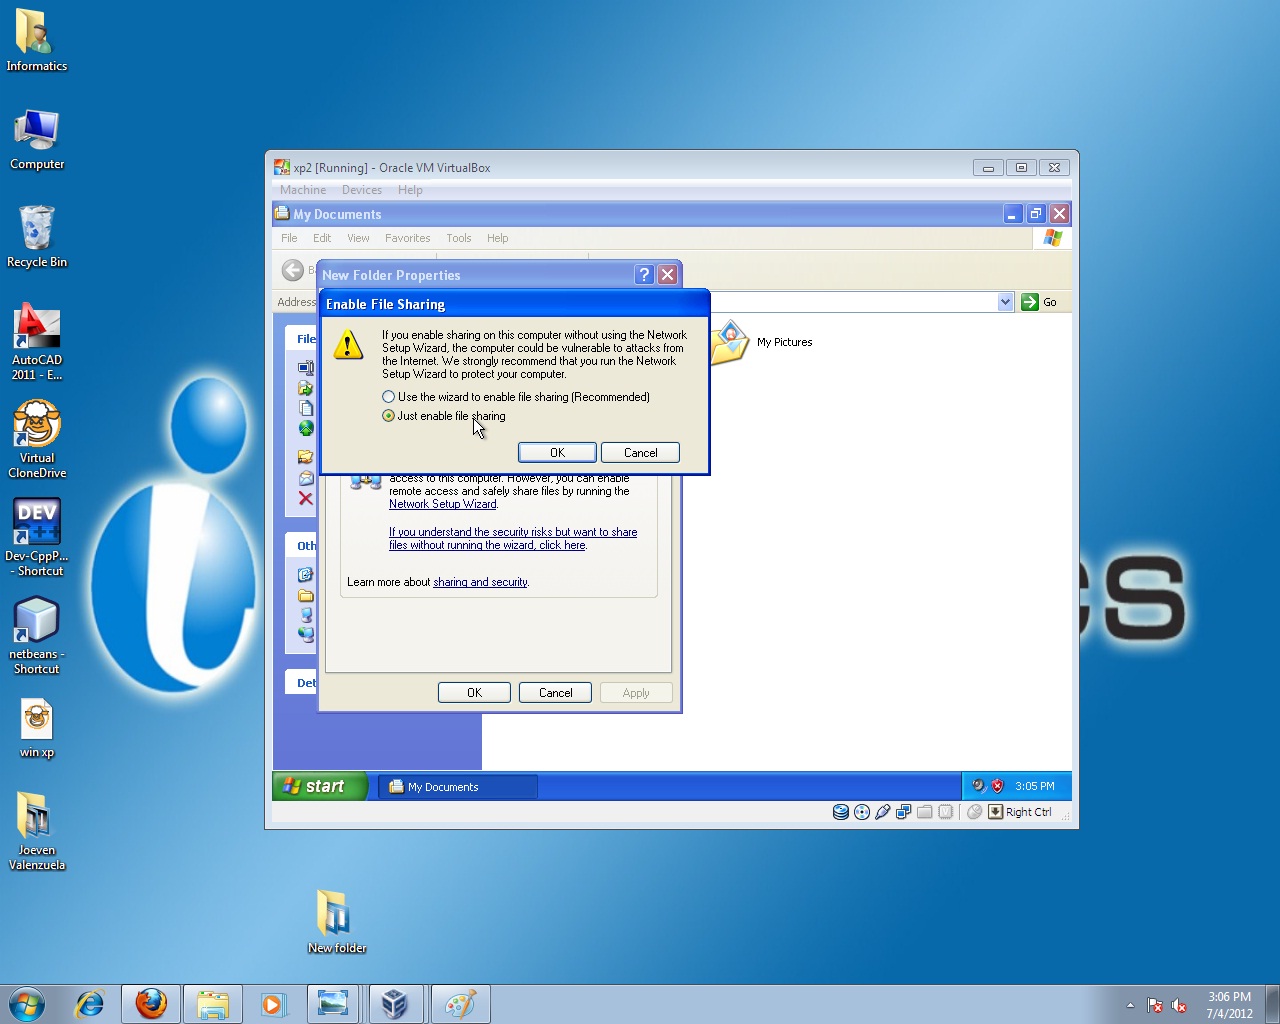 Informatics
Computer
Recycle Bin
AutoCAD
2011 - E...
Virtual
CloneDrive
DEV
C++
Dev-CppP...
- Shortcut
netbeans -
Shortcut
win xp
Joeven
Valenzuela
New folder
xp2 [Running] - Oracle VM VirtualBox
Machine Devices Help
My Documents
File Edit View Favorites Tools Help
Address
Go
New Folder Properties
Enable File Sharing
If you enable sharing on this computer without using the Network
Setup Wizard, the computer could be vulnerable to attacks from
the Internet. We strongly recommend that you run the Network
Setup Wizard to protect your computer.
Use the wizard to enable file sharing (Recommended)
Just enable file sharing
OK Cancel
My Pictures
File
access to this computer. However, you can enable
remote access and safely share files by running the
Network Setup Wizard.
If you understand the security risks but want to share
files without running the wizard, click here.
Learn more about sharing and security.
Oth
Det
OK Cancel Apply
start
My Documents
3:05 PM
Right Ctrl
cs
3:06 PM
7/4/2012